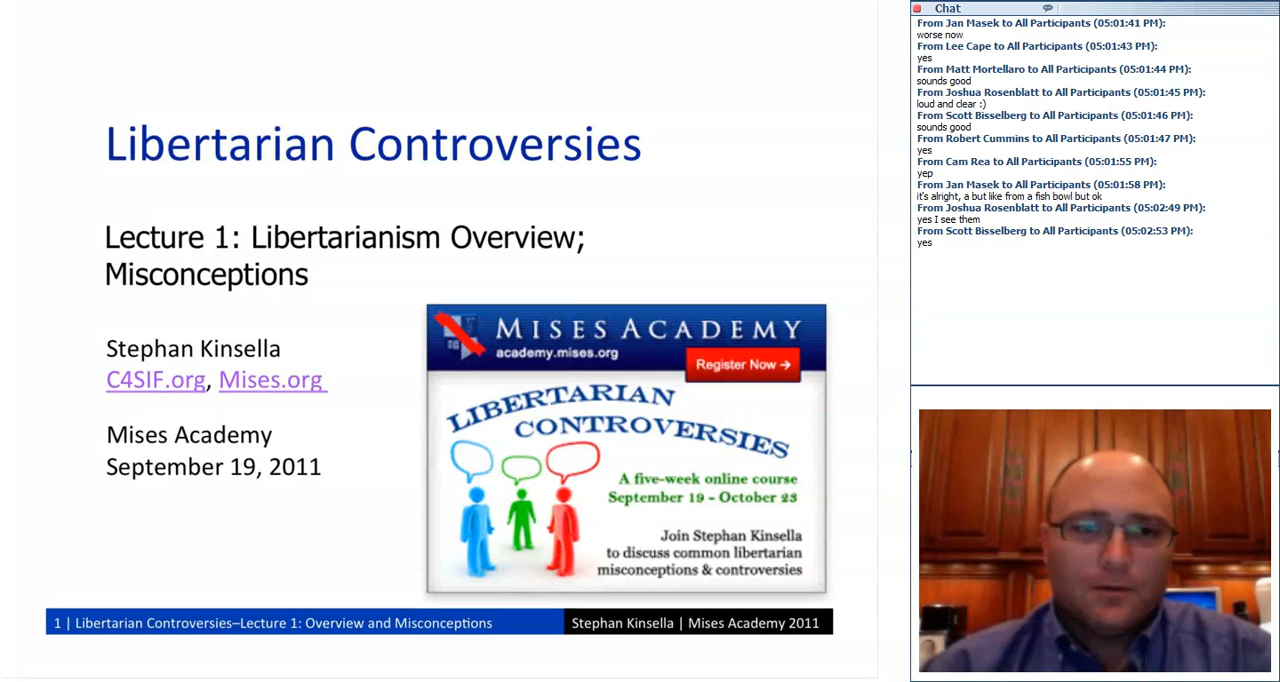 Libertarian Controversies
Lecture 1: Libertarianism Overview;
Misconceptions
Stephan Kinsella
C4SIF.org, Mises.org
Mises Academy
September 19, 2011
MISES ACADEMY
academy.mises.org
Register Now →
LIBERTARIAN
CONTROVERSIES
A five-week online course
September 19 - October 23
Join Stephan Kinsella
to discuss common libertarian
misconceptions & controversies
1 | Libertarian Controversies–Lecture 1: Overview and Misconceptions
Stephan Kinsella | Mises Academy 2011
Chat
From Jan Masek to All Participants (05:01:41 PM):
worse now
From Lee Cape to All Participants (05:01:43 PM):
yes
From Matt Mortellaro to All Participants (05:01:44 PM):
sounds good
From Joshua Rosenblatt to All Participants (05:01:45 PM):
loud and clear :)
From Scott Bisselberg to All Participants (05:01:46 PM):
sounds good
From Robert Cummins to All Participants (05:01:47 PM):
yes
From Cam Rea to All Participants (05:01:55 PM):
yep
From Jan Masek to All Participants (05:01:58 PM):
it's alright, a but like from a fish bowl but ok
From Joshua Rosenblatt to All Participants (05:02:49 PM):
yes I see them
From Scott Bisselberg to All Participants (05:02:53 PM):
yes